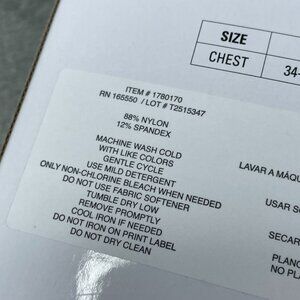 SIZE
CHEST 34-
ITEM # 1780170
RN 165550 / LOT # T2515347
88% NYLON
12% SPANDEX
MACHINE WASH COLD
WITH LIKE COLORS
GENTLE CYCLE
USE MILD DETERGENT
ONLY NON-CHLORINE BLEACH WHEN NEEDED
DO NOT USE FABRIC SOFTENER
TUMBLE DRY LOW
REMOVE PROMPTLY
COOL IRON IF NEEDED
DO NOT IRON ON PRINT LABEL
DO NOT DRY CLEAN
LAVAR A MÁQU
SECAR
PLANC
NO PL